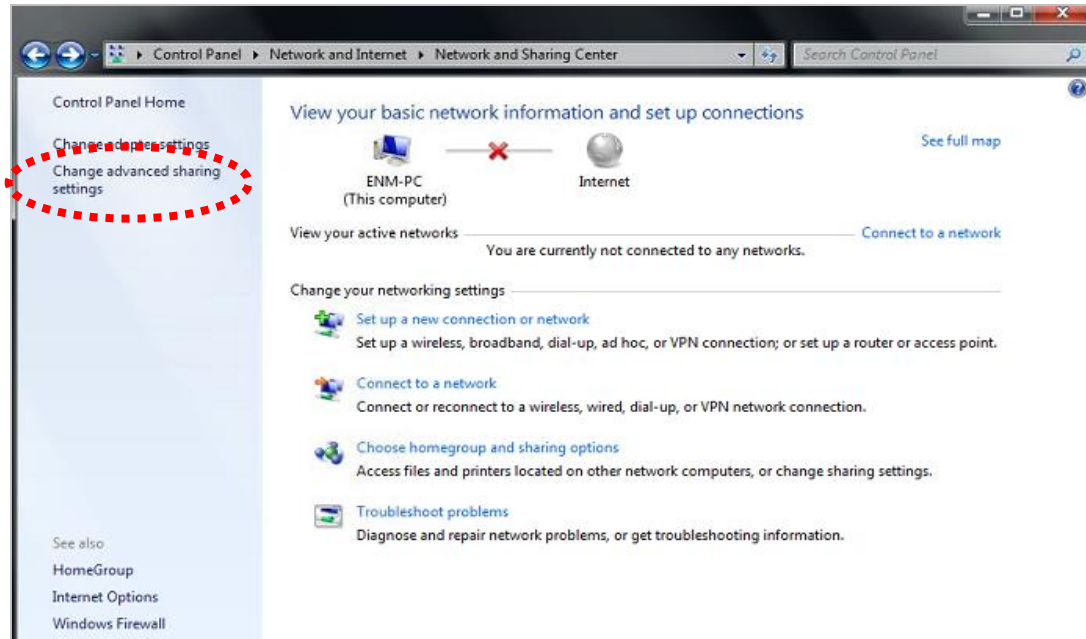 Control Panel ▸ Network and Internet ▸ Network and Sharing Center
Search Control Panel
Control Panel Home
Change adapter settings
Change advanced sharing
settings
View your basic network information and set up connections
See full map
ENM-PC
(This computer)
Internet
View your active networks
Connect to a network
You are currently not connected to any networks.
Change your networking settings
Set up a new connection or network
Set up a wireless, broadband, dial-up, ad hoc, or VPN connection; or set up a router or access point.
Connect to a network
Connect or reconnect to a wireless, wired, dial-up, or VPN network connection.
Choose homegroup and sharing options
Access files and printers located on other network computers, or change sharing settings.
Troubleshoot problems
Diagnose and repair network problems, or get troubleshooting information.
See also
HomeGroup
Internet Options
Windows Firewall